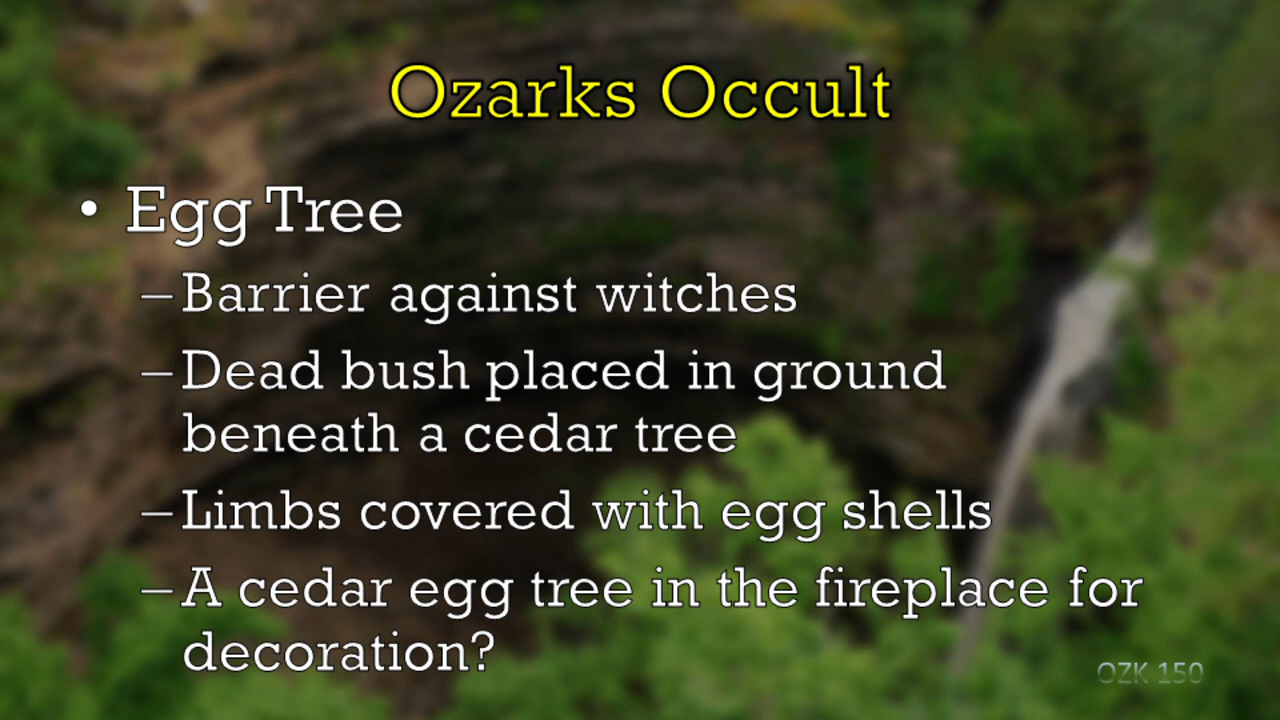 Ozarks Occult
• Egg Tree
–Barrier against witches
–Dead bush placed in ground
beneath a cedar tree
–Limbs covered with egg shells
–A cedar egg tree in the fireplace for
decoration?
OZK 150